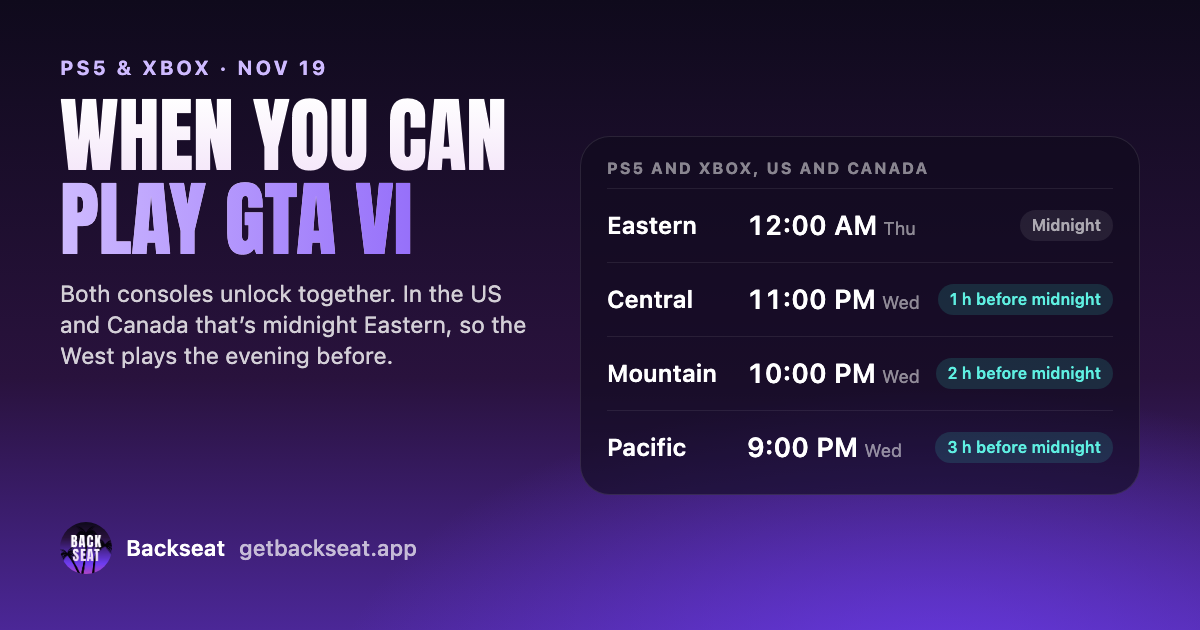 PS5 & XBOX · NOV 19
WHEN YOU CAN
PLAY GTA VI
Both consoles unlock together. In the US
and Canada that’s midnight Eastern, so the
West plays the evening before.
PS5 AND XBOX, US AND CANADA
Eastern 12:00 AM Thu Midnight
Central 11:00 PM Wed 1 h before midnight
Mountain 10:00 PM Wed 2 h before midnight
Pacific 9:00 PM Wed 3 h before midnight
BACK
SEAT
Backseat getbackseat.app